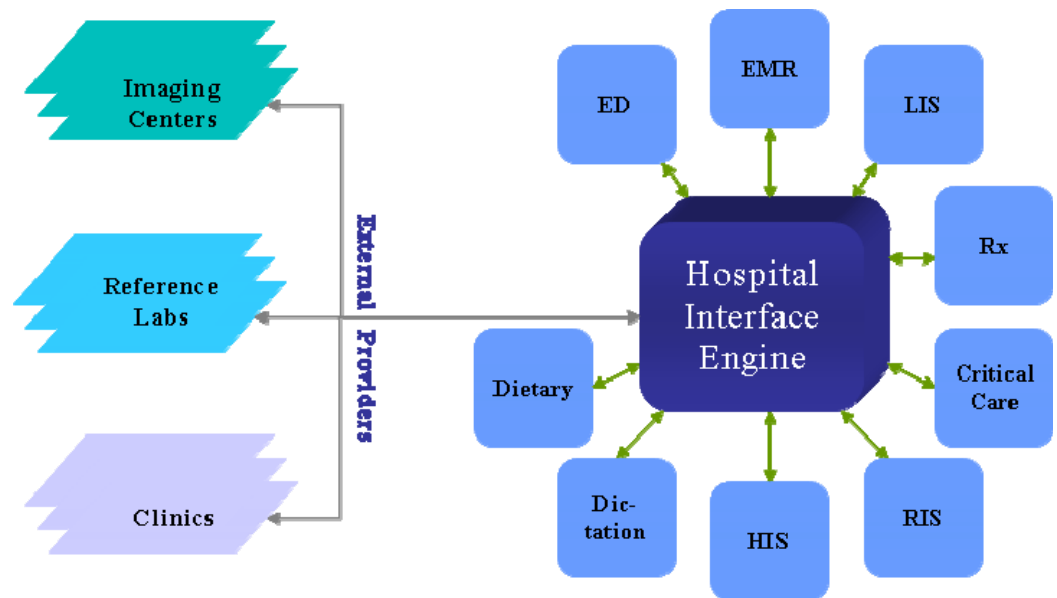 Imaging
Centers
Reference
Labs
Clinics
External Providers
ED
EMR
LIS
Rx
Hospital
Interface
Engine
Dietary
Critical
Care
Dic-
tation
HIS
RIS